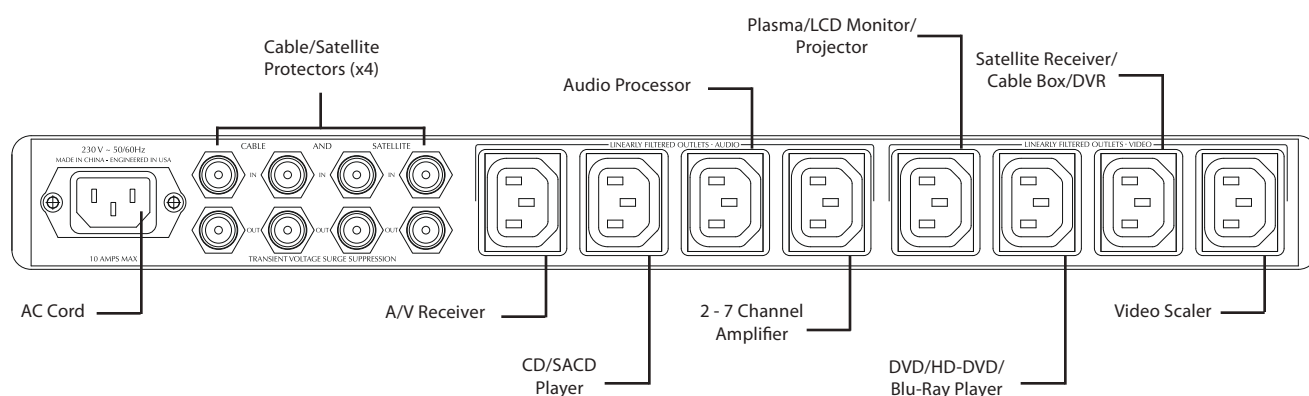 Plasma/LCD Monitor/
Projector
Cable/Satellite
Protectors (x4)
Satellite Receiver/
Cable Box/DVR
Audio Processor
230 V ~ 50/60Hz
MADE IN CHINA • ENGINEERED IN USA
CABLE AND SATELLITE
LINEARLY FILTERED OUTLETS · AUDIO
LINEARLY FILTERED OUTLETS · VIDEO
IN IN IN
OUT OUT OUT
10 AMPS MAX
TRANSIENT VOLTAGE SURGE SUPPRESSION
AC Cord
A/V Receiver
2 - 7 Channel
Amplifier
Video Scaler
CD/SACD
Player
DVD/HD-DVD/
Blu-Ray Player